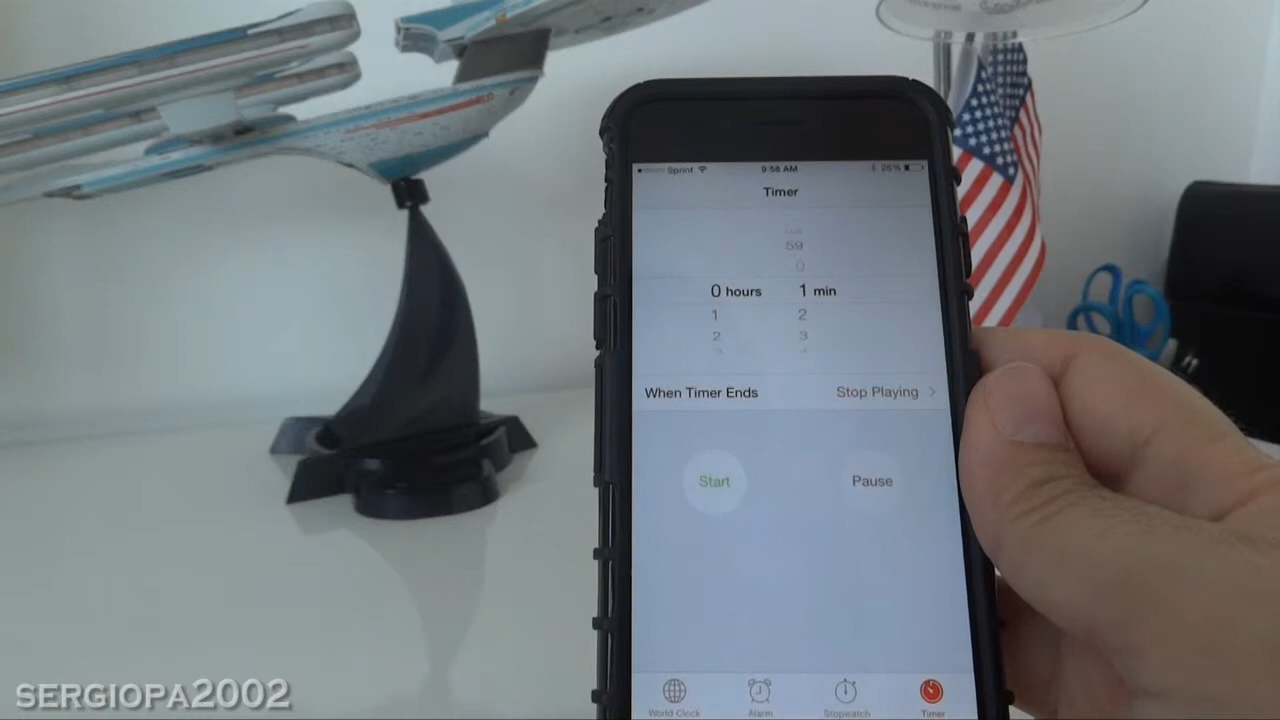 Sprint 9:58 AM 26%
Timer
59
0
0 hours 1 min
1 2
2 3
When Timer Ends Stop Playing
Start Pause
World Clock Alarm Stopwatch Timer
SERGIOPA2002